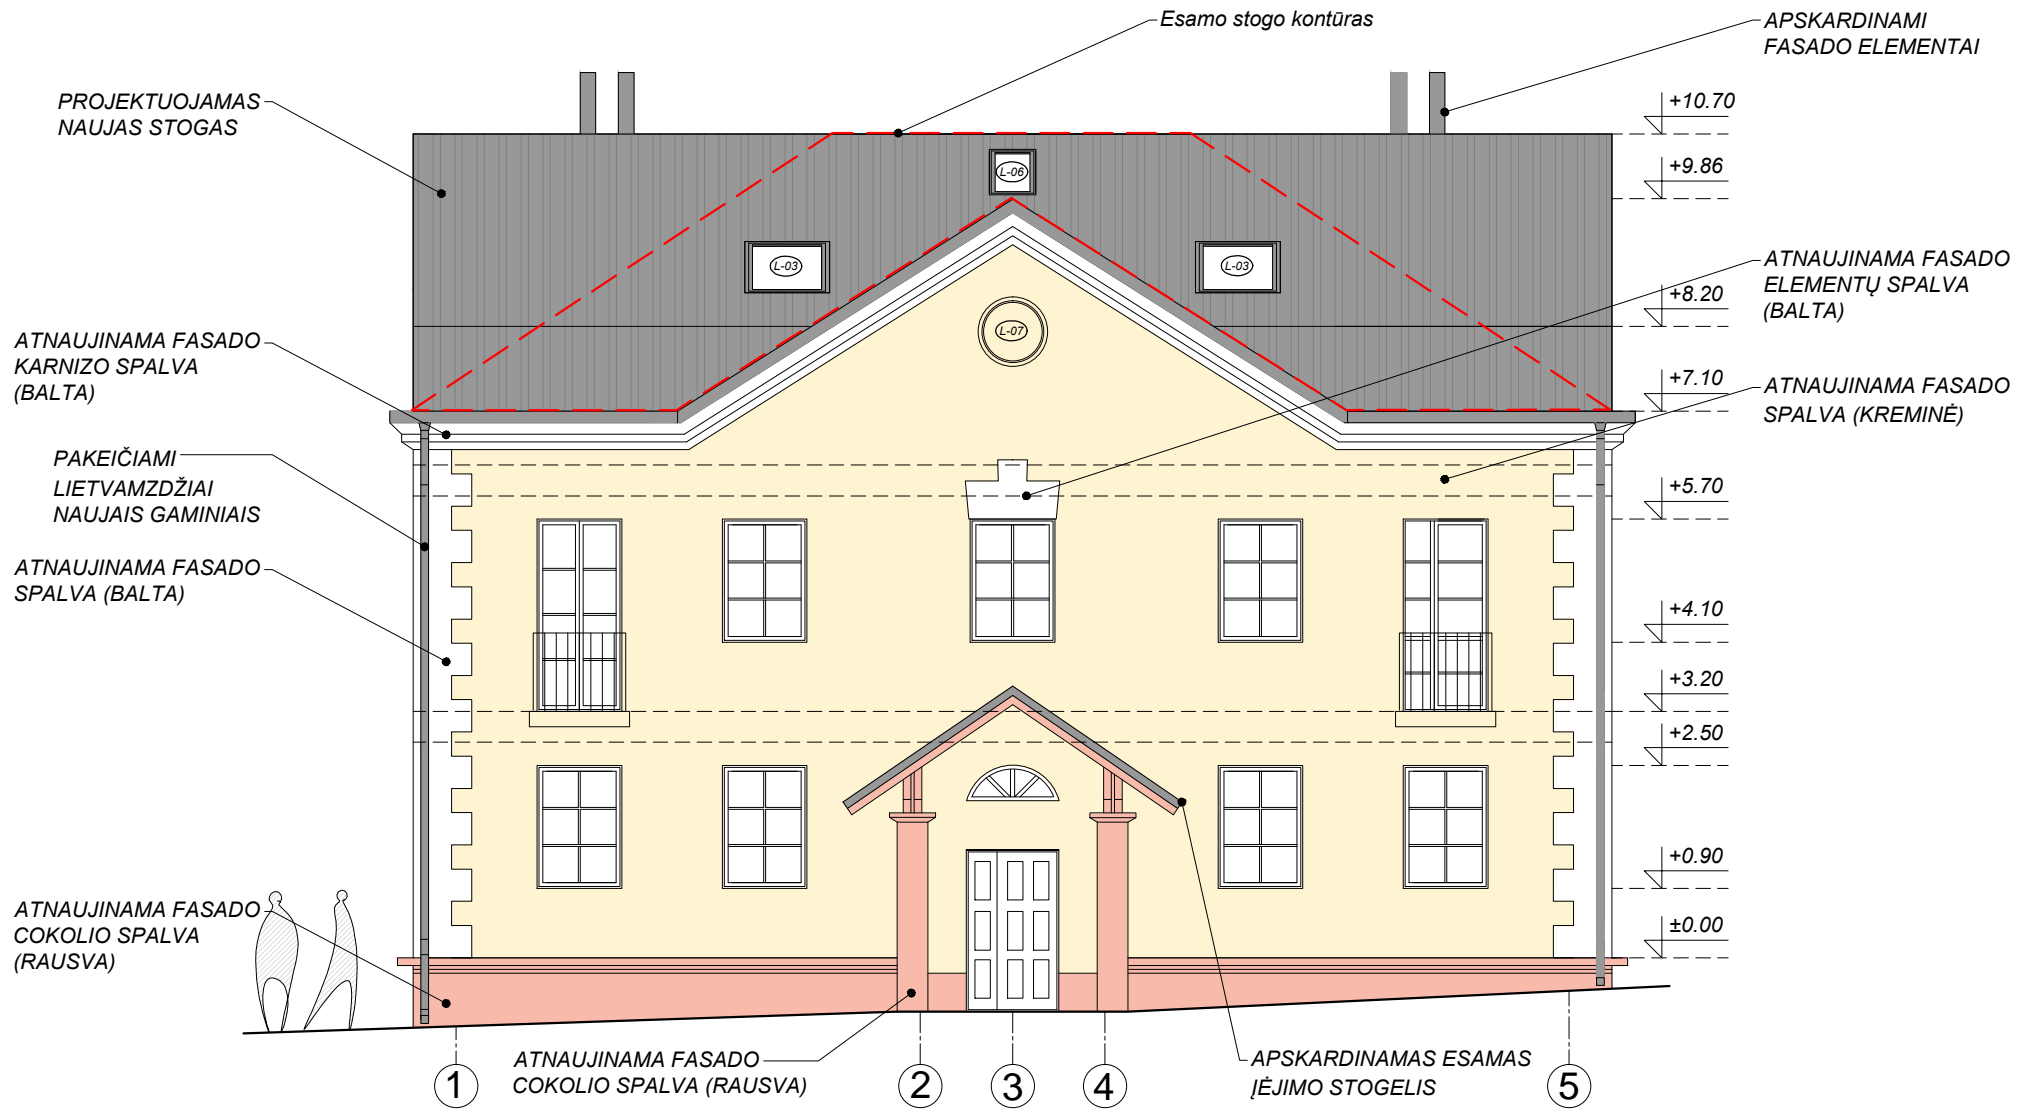 Esamo stogo kontūras
APSKARDINAMI
FASADO ELEMENTAI
PROJEKTUOJAMAS
NAUJAS STOGAS
+10.70
+9.86
L-06
L-03
L-03
ATNAUJINAMA FASADO
ELEMENTŲ SPALVA
(BALTA)
+8.20
L-07
ATNAUJINAMA FASADO
KARNIZO SPALVA
(BALTA)
+7.10
ATNAUJINAMA FASADO
SPALVA (KREMINĖ)
PAKEIČIAMI
LIETVAMZDŽIAI
NAUJAIS GAMINIAIS
+5.70
ATNAUJINAMA FASADO
SPALVA (BALTA)
+4.10
+3.20
+2.50
+0.90
ATNAUJINAMA FASADO
COKOLIO SPALVA
(RAUSVA)
±0.00
ATNAUJINAMA FASADO
COKOLIO SPALVA (RAUSVA)
APSKARDINAMAS ESAMAS
ĮĖJIMO STOGELIS
1
2
3
4
5